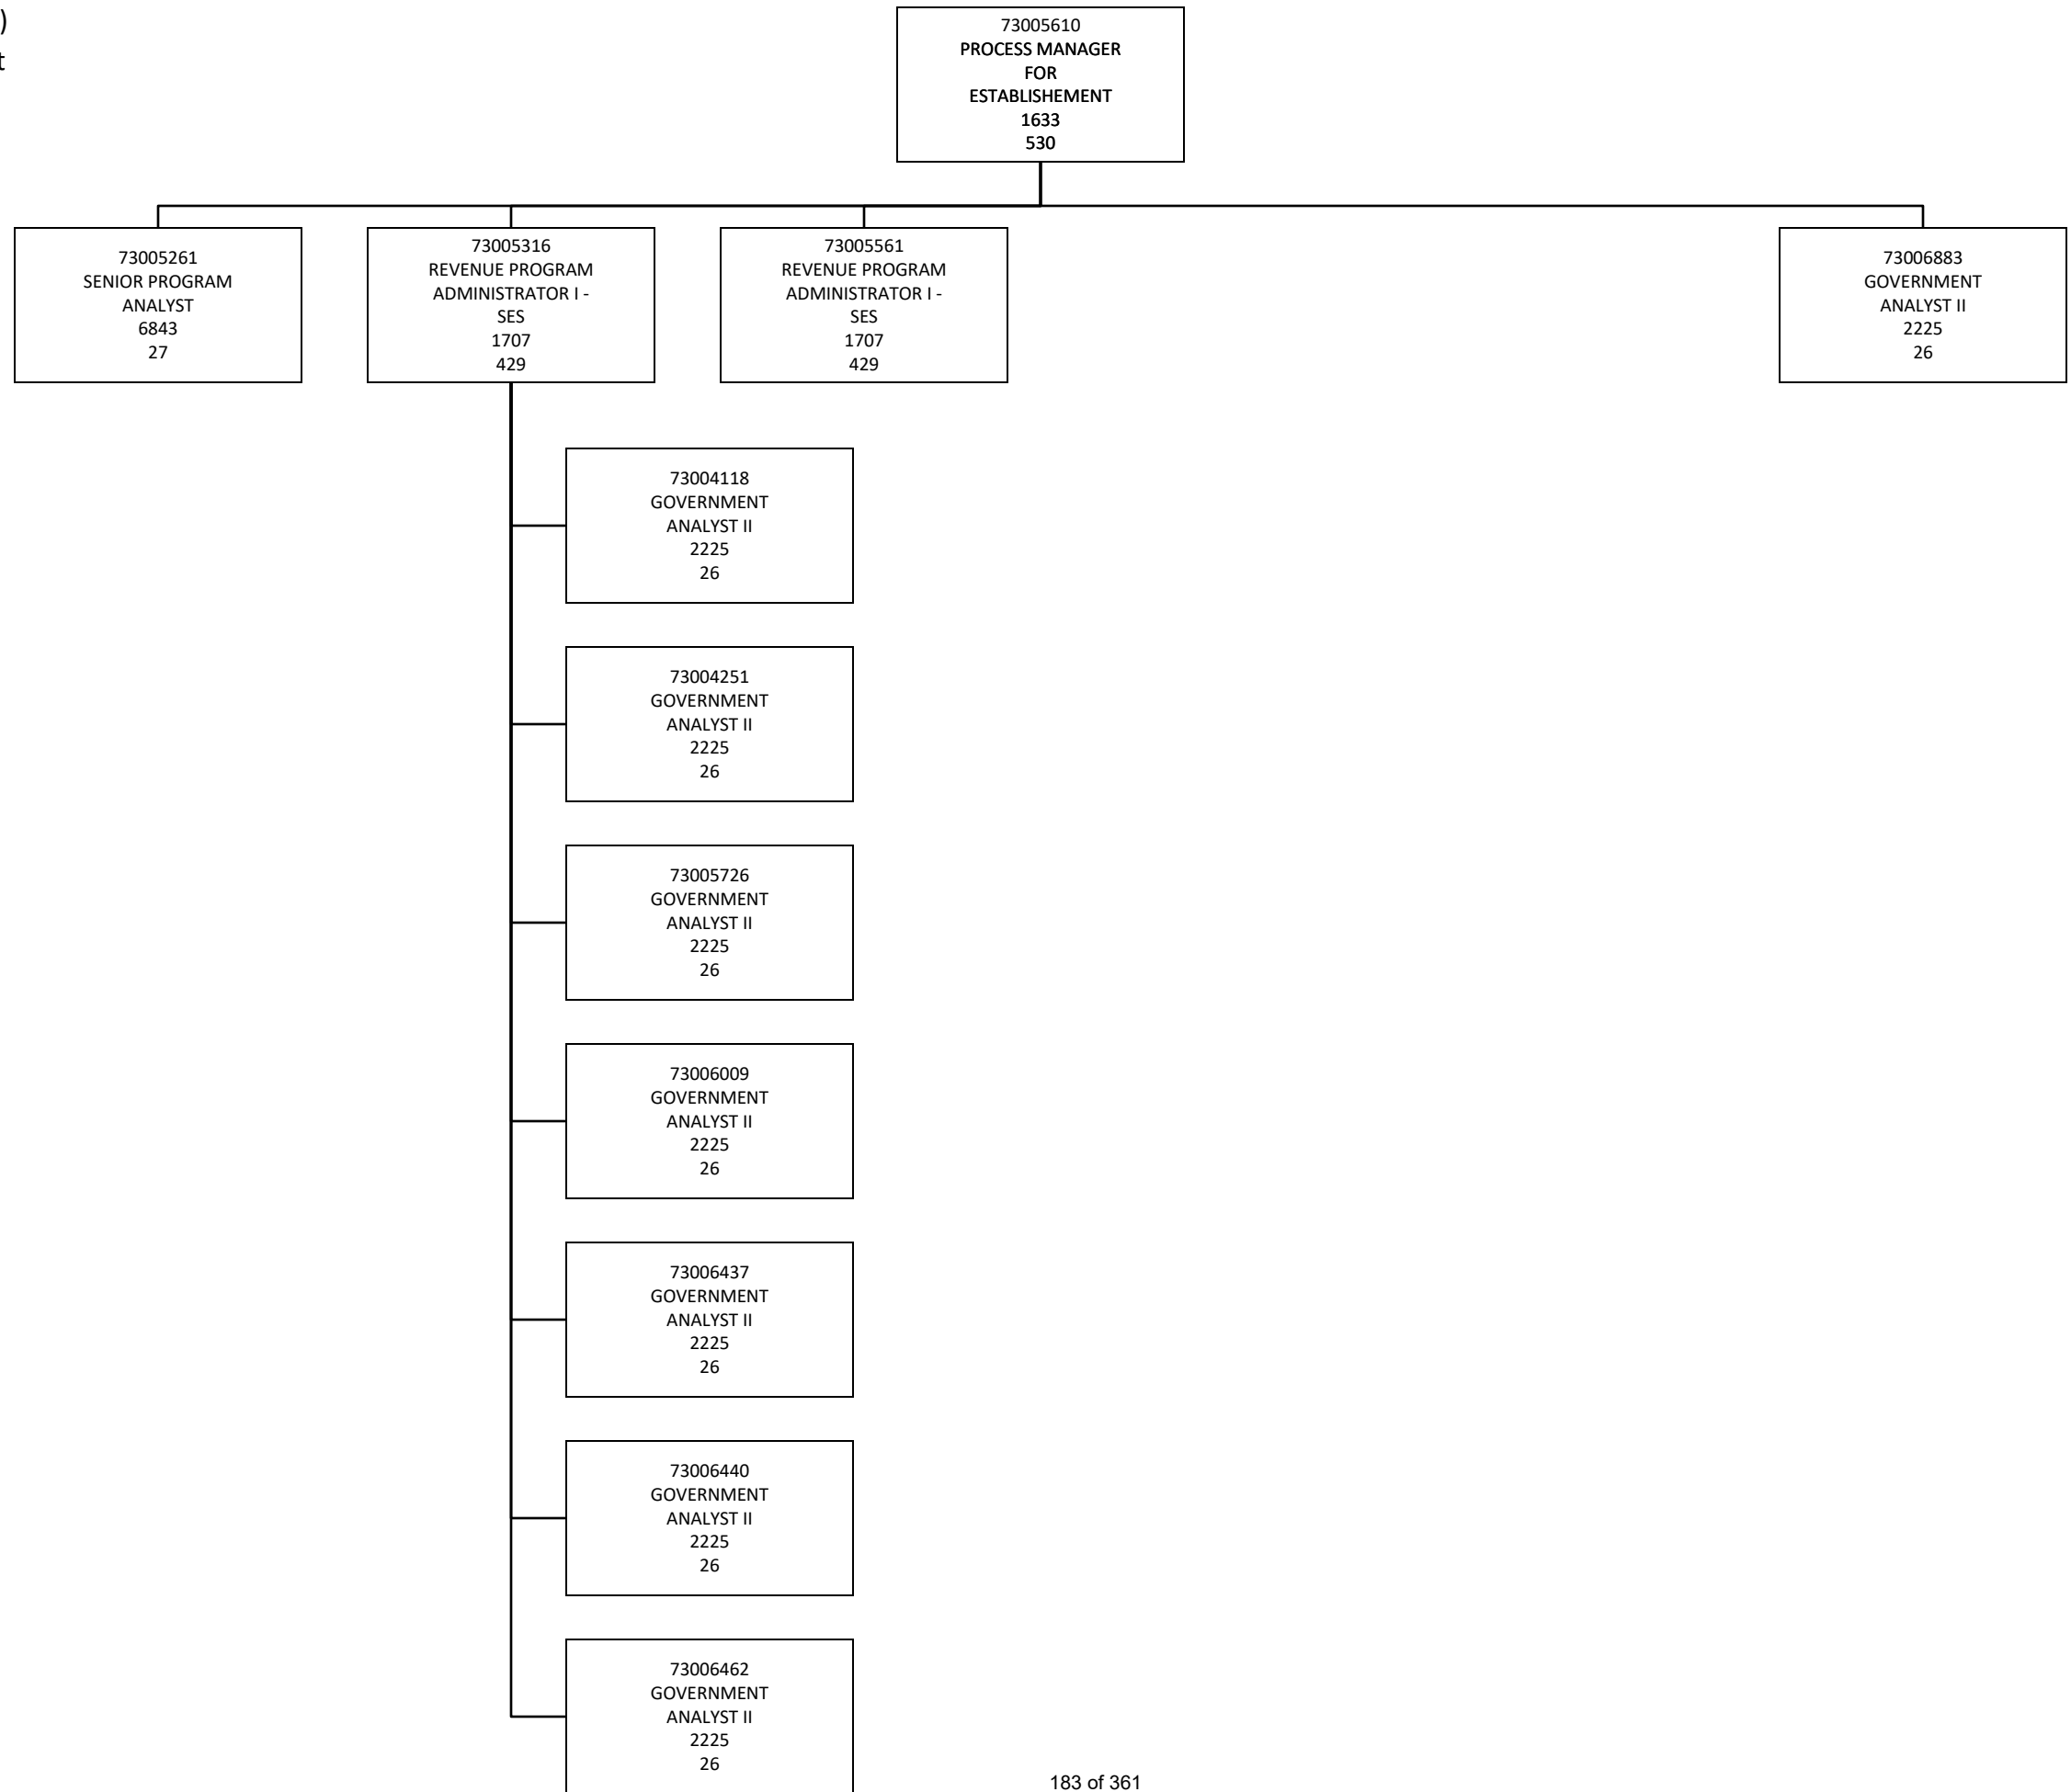 )
t
73005610
PROCESS MANAGER
FOR
ESTABLISHEMENT
1633
530
73005261
SENIOR PROGRAM
ANALYST
6843
27
73005316
REVENUE PROGRAM
ADMINISTRATOR I -
SES
1707
429
73005561
REVENUE PROGRAM
ADMINISTRATOR I -
SES
1707
429
73006883
GOVERNMENT
ANALYST II
2225
26
73004118
GOVERNMENT
ANALYST II
2225
26
73004251
GOVERNMENT
ANALYST II
2225
26
73005726
GOVERNMENT
ANALYST II
2225
26
73006009
GOVERNMENT
ANALYST II
2225
26
73006437
GOVERNMENT
ANALYST II
2225
26
73006440
GOVERNMENT
ANALYST II
2225
26
73006462
GOVERNMENT
ANALYST II
2225
26
183 of 361